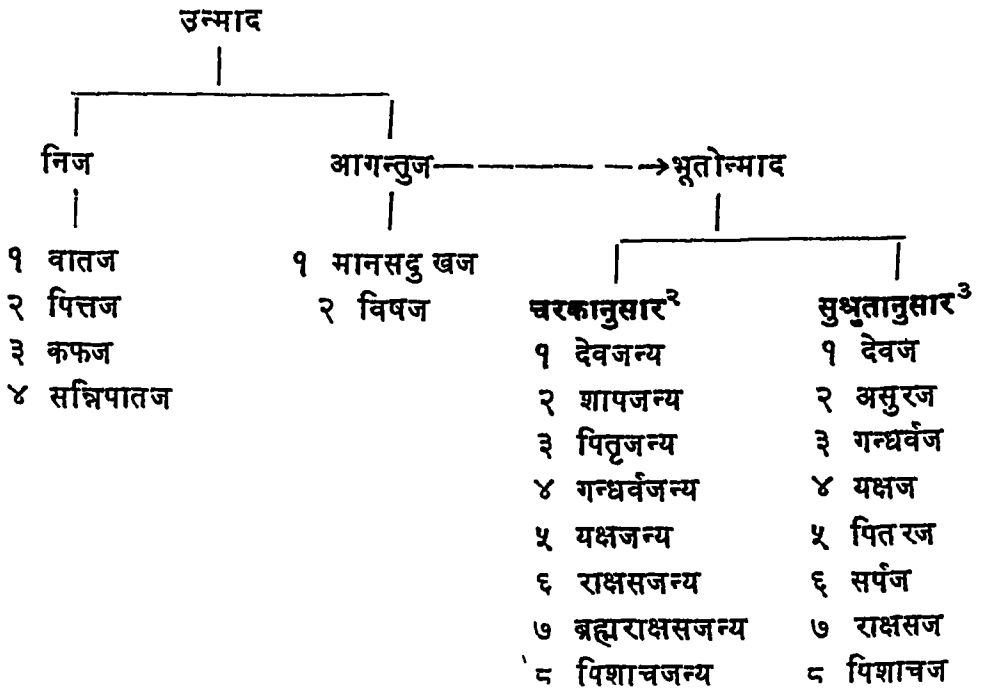 उन्माद
निज
आगन्तुज
भूतोन्माद
१ वातज
२ पित्तज
३ कफज
४ सन्निपातज
१ मानसदु खज
२ विषज
चरकानुसार²
१ देवजन्य
२ शापजन्य
३ पितृजन्य
४ गन्धर्वजन्य
५ यक्षजन्य
६ राक्षसजन्य
७ ब्रह्मराक्षसजन्य
८ पिशाचजन्य
सुश्रुतानुसार³
१ देवज
२ असुरज
३ गन्धर्वज
४ यक्षज
५ पित रज
६ सर्पज
७ राक्षसज
८ पिशाचज